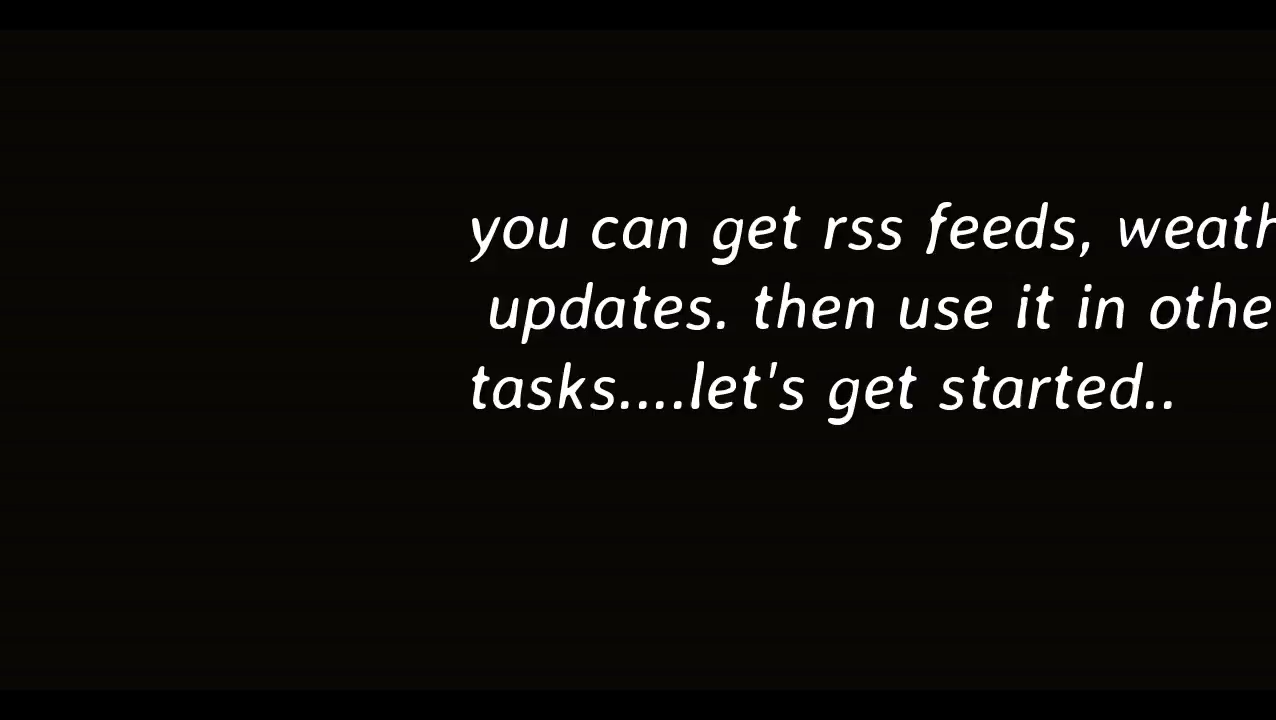 you can get rss feeds, weath
updates. then use it in othe
tasks....let's get started..